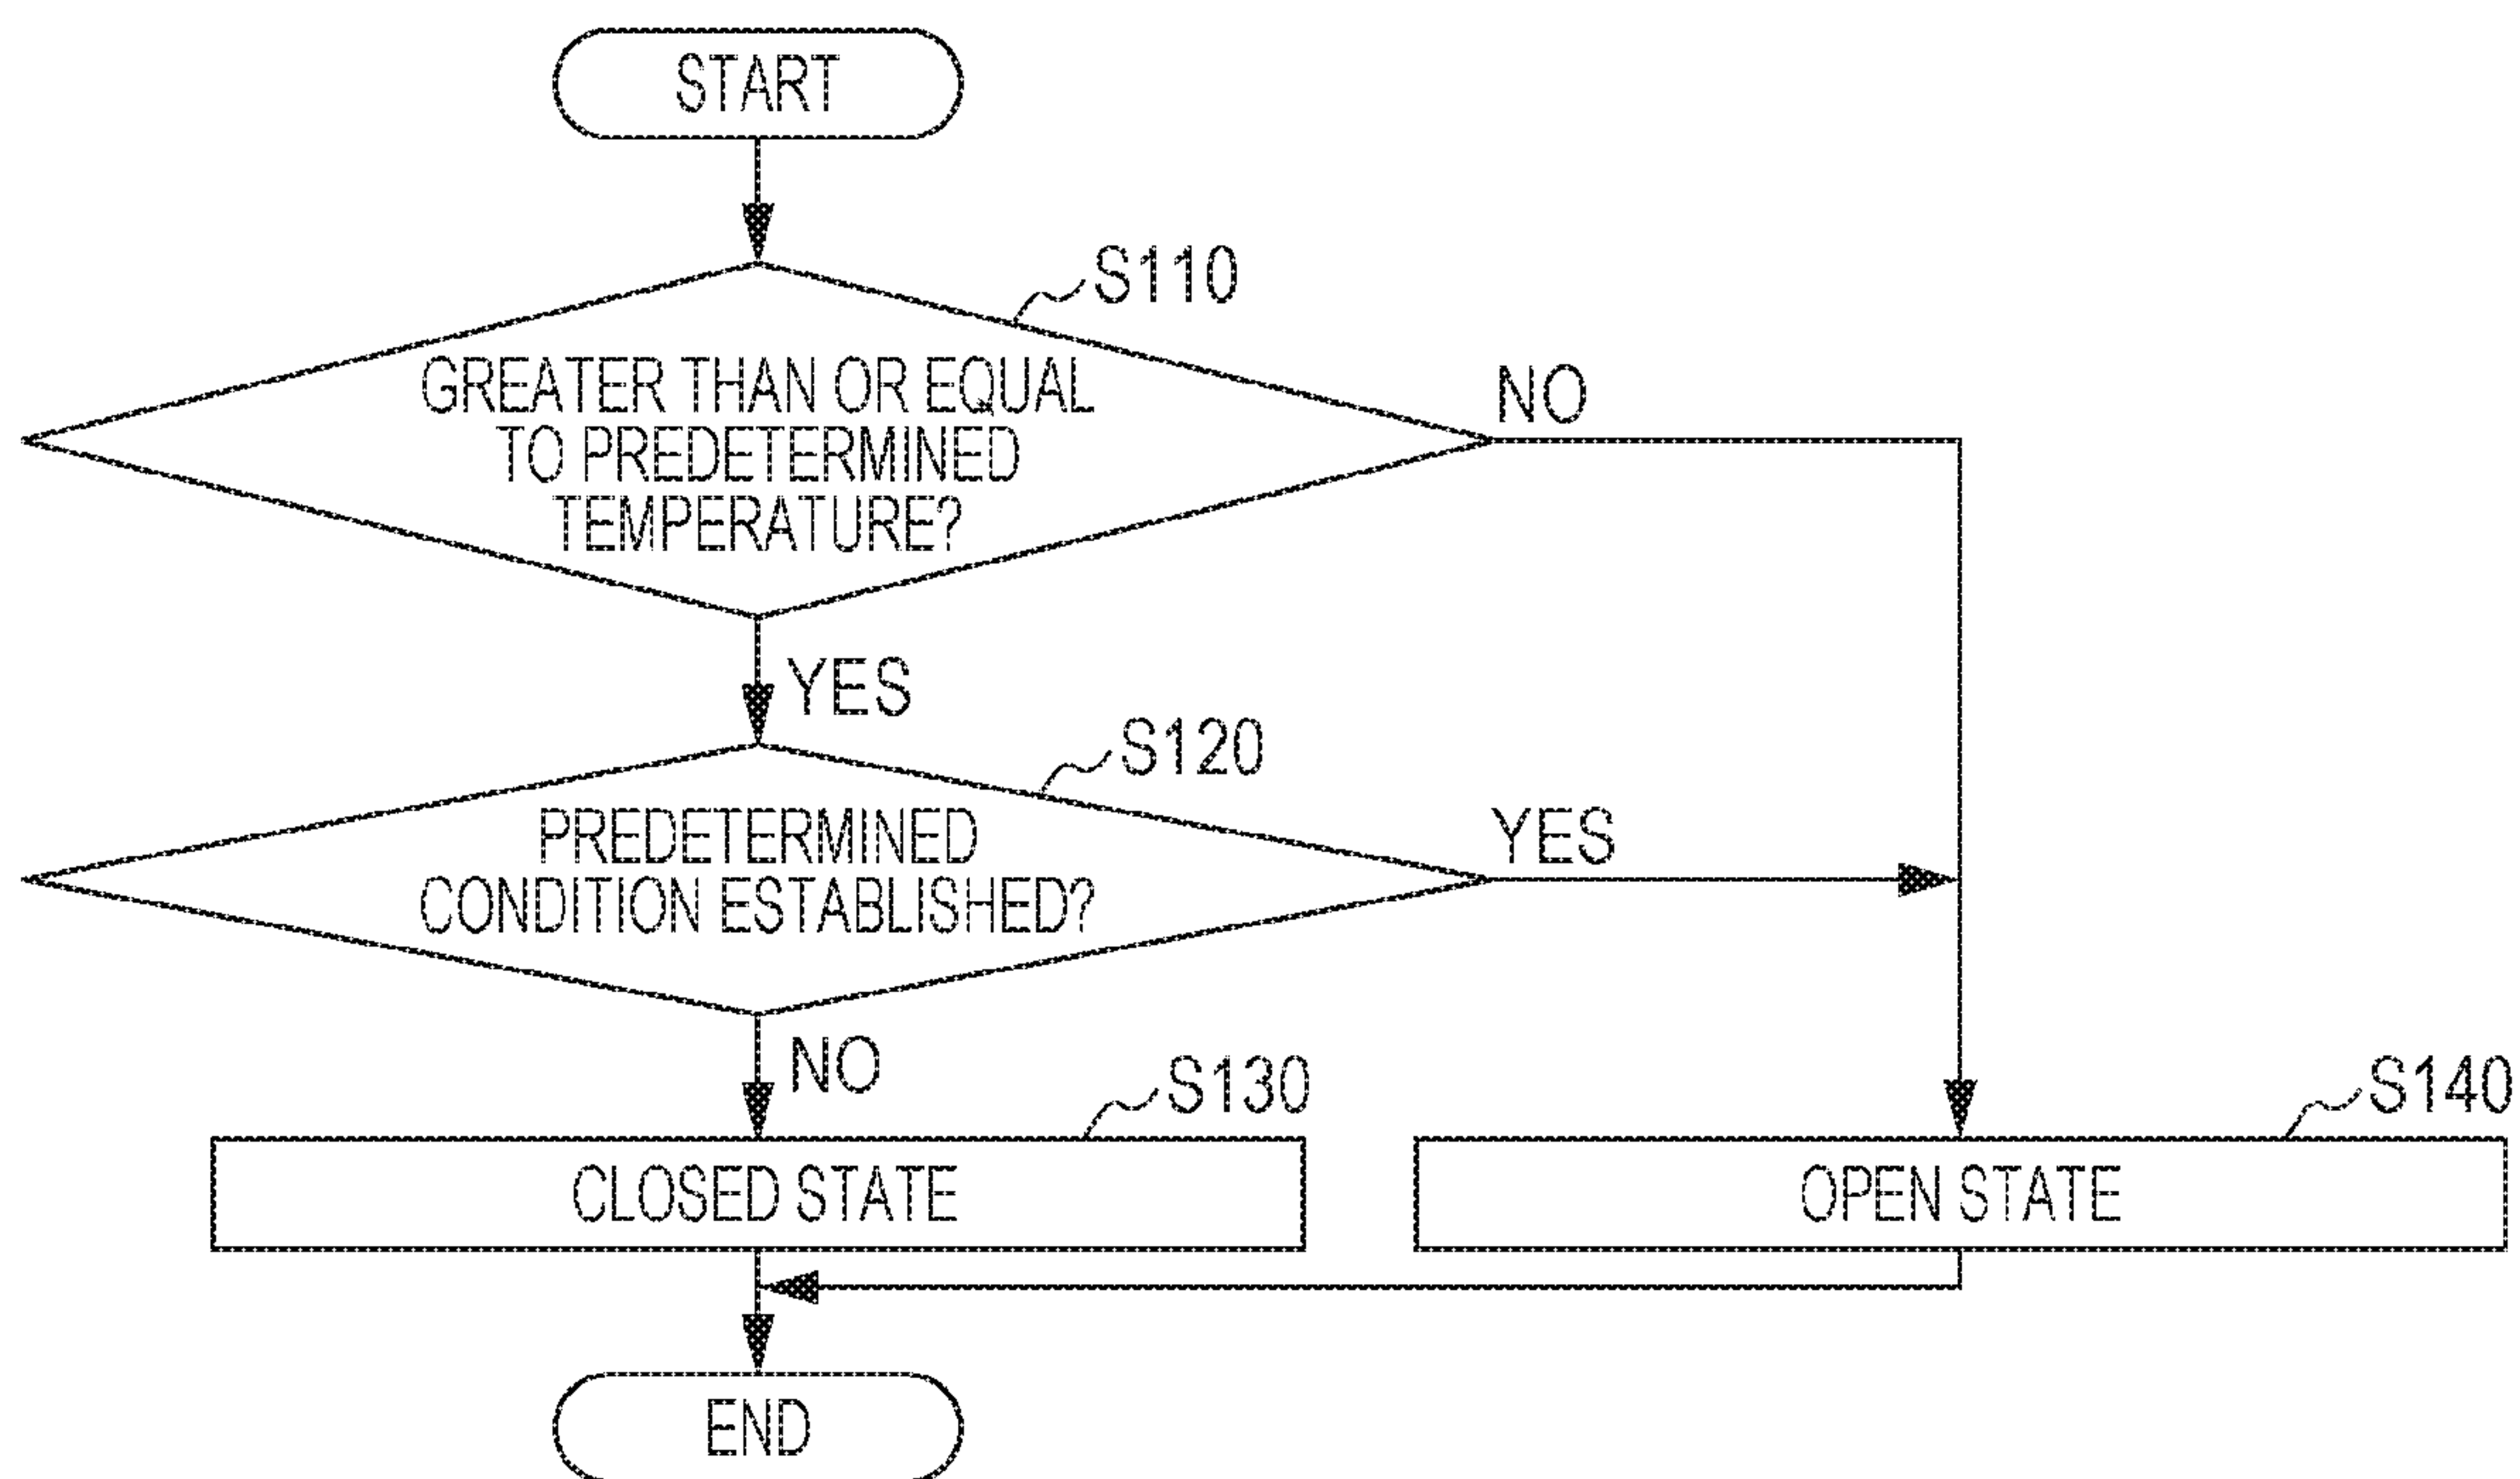 START
S110
GREATER THAN OR EQUAL
TO PREDETERMINED
TEMPERATURE?
NO
YES
S120
PREDETERMINED
CONDITION ESTABLISHED?
YES
NO
S130
S140
CLOSED STATE
OPEN STATE
END